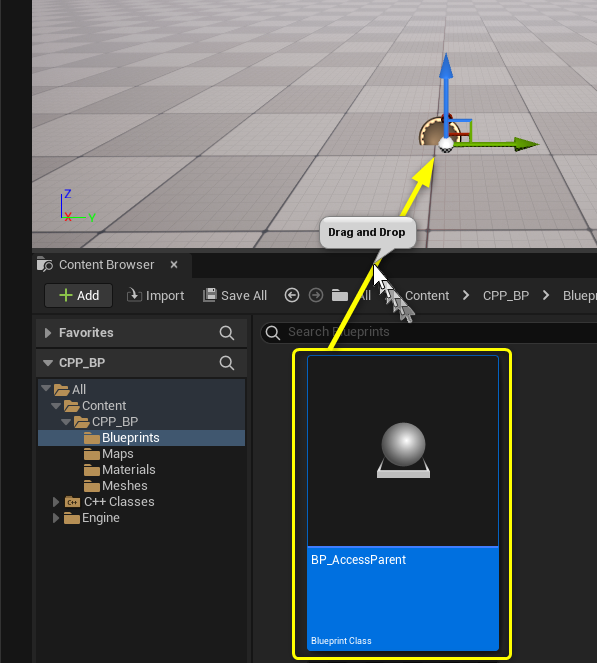 Z
X Y
Drag and Drop
Content Browser
Add Import Save All All Content CPP_BP Bluepr
Favorites
Search Blueprints
CPP_BP
All
Content
CPP_BP
Blueprints
Maps
Materials
Meshes
C++ C++ Classes
Engine
BP_AccessParent
Blueprint Class